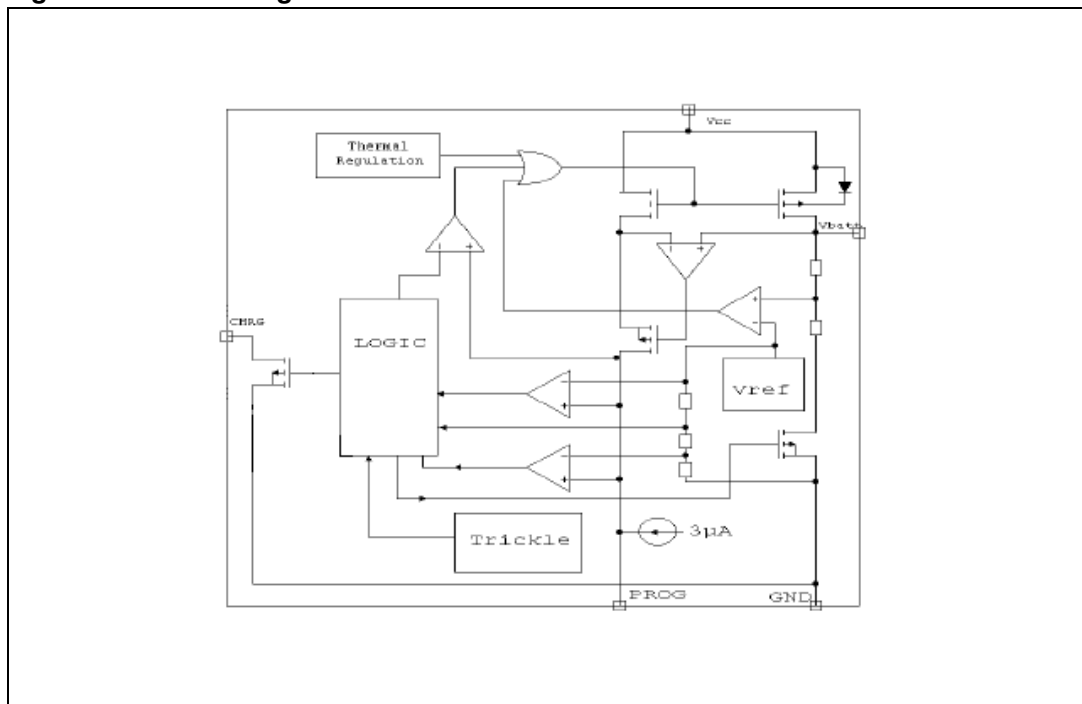 Vcc
Thermal
Regulation
Vbatt
CHRG
LOGIC
vref
3µA
Trickle
PROG
GND